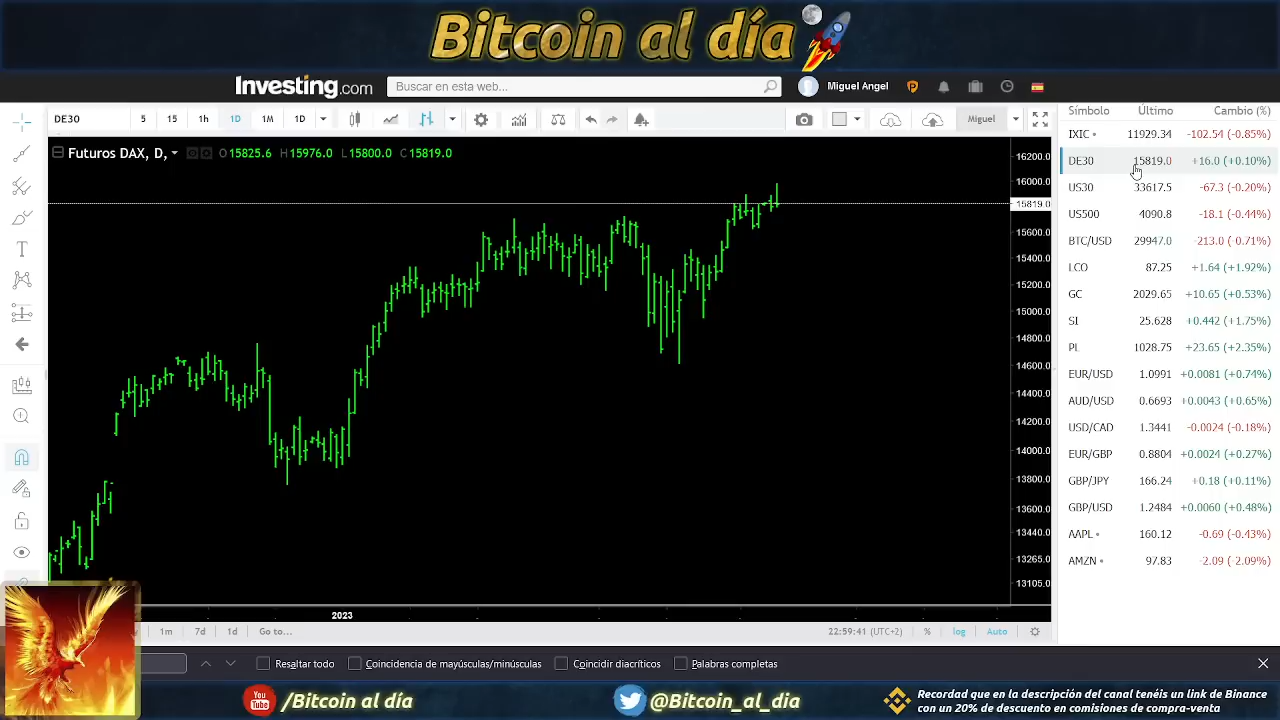 Bitcoin al día
Investing.com
Buscar en esta web...
Miguel Angel
DE30 5 15 1h 1D 1M 1D
Miguel
Futuros DAX, D, O 15825.6 H 15976.0 L 15800.0 C 15819.0
16200.0
16000.0
15819.0
15600.0
15400.0
15200.0
15000.0
14800.0
14600.0
14400.0
14200.0
14000.0
13800.0
13600.0
13440.0
13265.0
13105.0
2023
Símbolo Último Cambio (%)
IXIC 11929.34 -102.54 (-0.85%)
DE30 15819.0 +16.0 (+0.10%)
US30 33617.5 -67.3 (-0.20%)
US500 4090.8 -18.1 (-0.44%)
BTC/USD 29947.0 -213.0 (-0.71%)
LCO 87.25 +1.64 (+1.92%)
GC 2029.65 +10.65 (+0.53%)
SI 25.628 +0.442 (+1.75%)
PL 1028.75 +23.65 (+2.35%)
EUR/USD 1.0991 +0.0081 (+0.74%)
AUD/USD 0.6693 +0.0043 (+0.65%)
USD/CAD 1.3441 -0.0024 (-0.18%)
EUR/GBP 0.8804 +0.0024 (+0.27%)
GBP/JPY 166.24 +0.18 (+0.11%)
GBP/USD 1.2484 +0.0060 (+0.48%)
AAPL 160.12 -0.69 (-0.43%)
AMZN 97.83 -2.09 (-2.09%)
1m 7d 1d Go to...
22:59:41 (UTC+2) % log Auto
Resaltar todo Coincidencia de mayúsculas/minúsculas Coincidir diacríticos Palabras completas
You Tube /Bitcoin al día
@Bitcoin_al_dia
Recordad que en la descripción del canal tenéis un link de Binance
con un 20% de descuento en comisiones de compra-venta